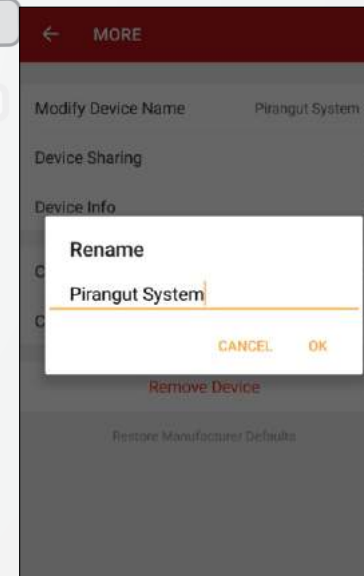 ← MORE
Modify Device Name Pirangut System
Device Sharing
Device Info
Rename
C
Pirangut System
C
CANCEL OK
Remove Device
Restore Manufacturer Defaults